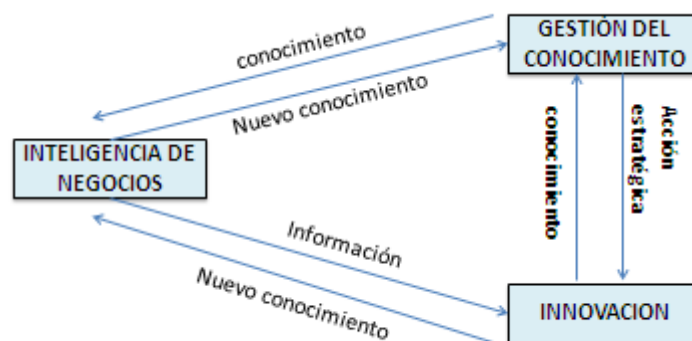 GESTIÓN DEL
CONOCIMIENTO
conocimiento
Nuevo conocimiento
INTELIGENCIA DE
NEGOCIOS
conocimiento
Acción
estratégica
Información
Nuevo conocimiento
INNOVACION